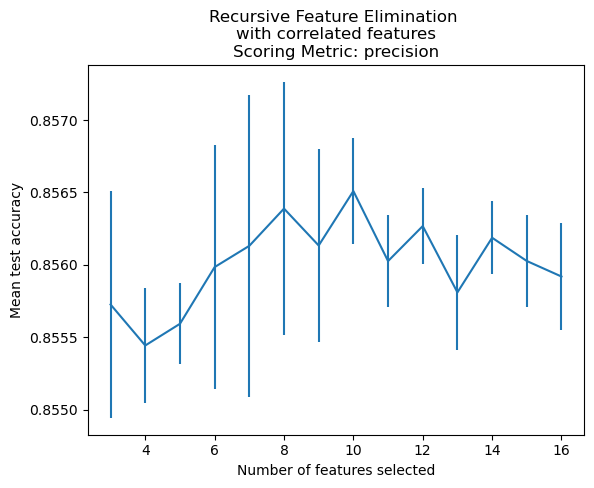 Recursive Feature Elimination
with correlated features
Scoring Metric: precision
Mean test accuracy
0.8570
0.8565
0.8560
0.8555
0.8550
4 6 8 10 12 14 16
Number of features selected